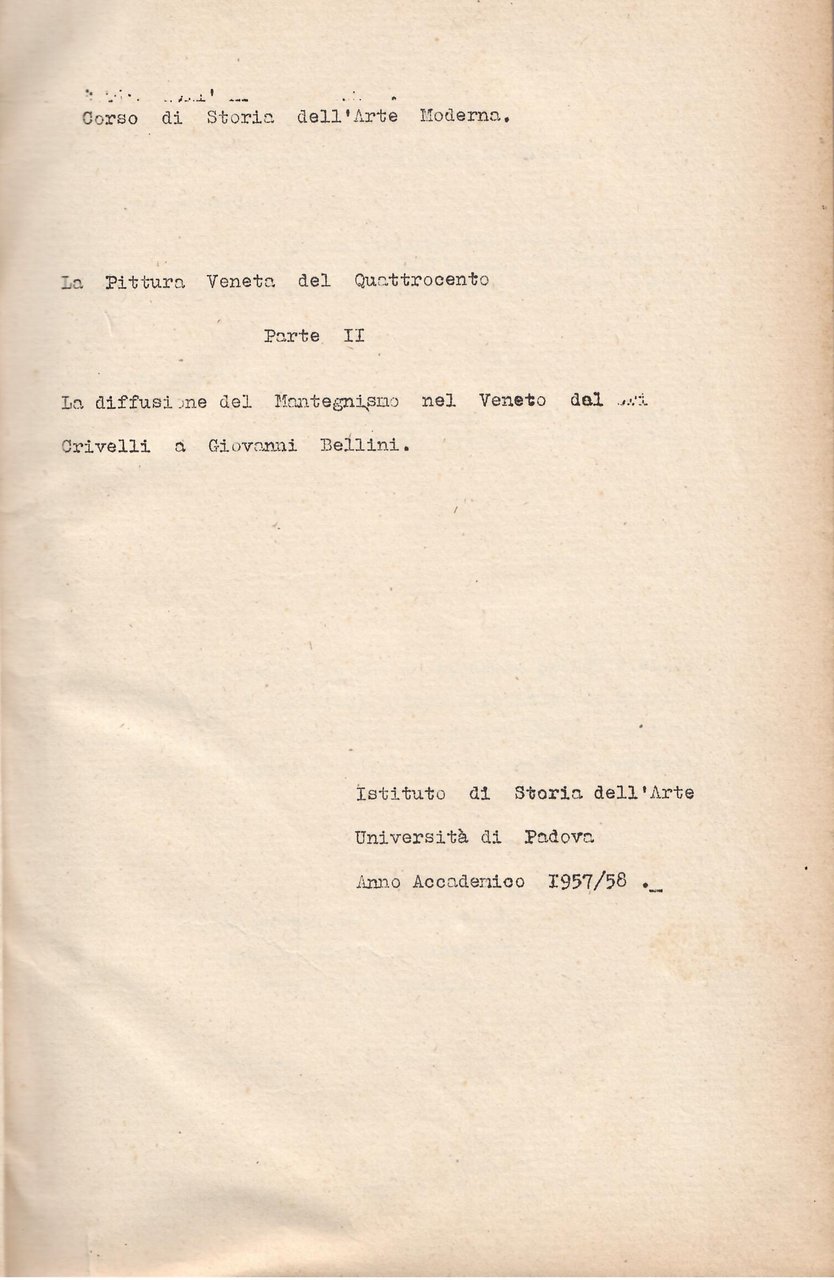 Corso di Storia dell'Arte Moderna.
La Pittura Veneta del Quattrocento
Parte II
La diffusione del Mantegnismo nel Veneto dal
Crivelli a Giovanni Bellini.
Istituto di Storia dell'Arte
Università di Padova
Anno Accademico I957/58 ._